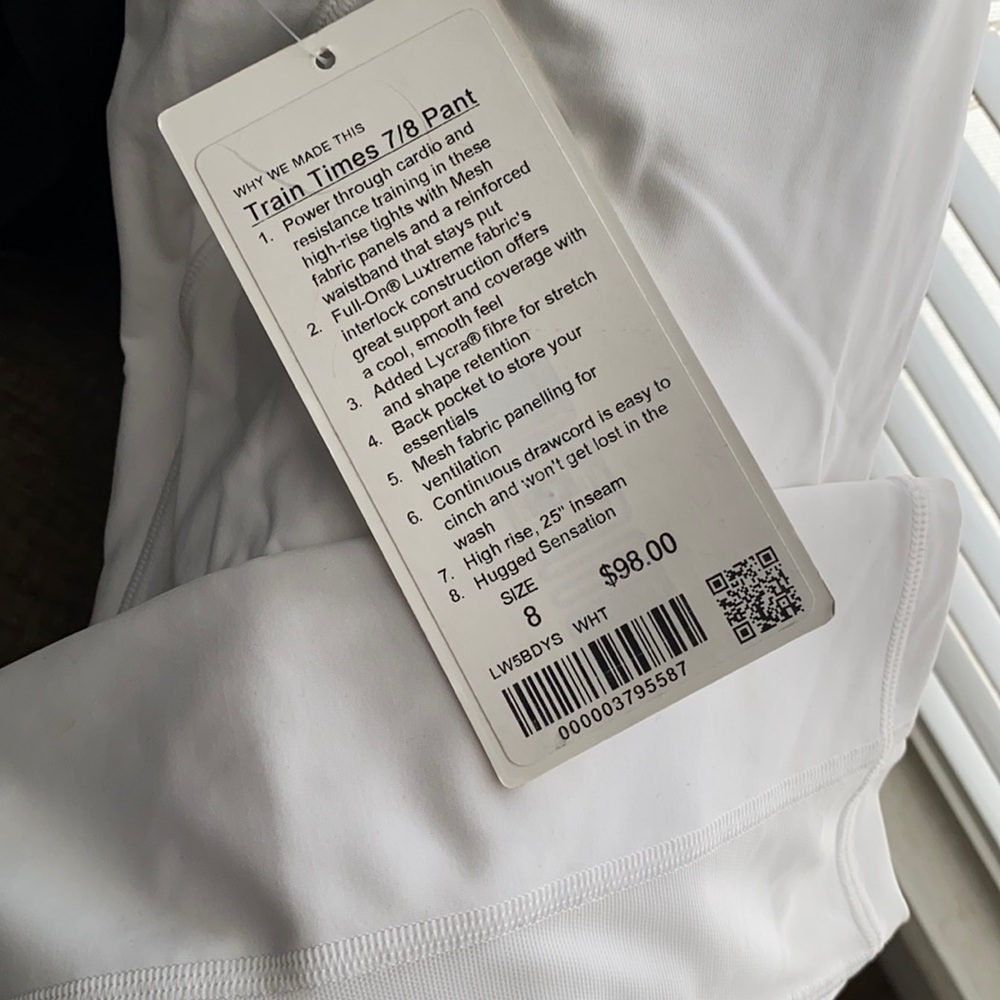 WHY WE MADE THIS
Train Times 7/8 Pant
1. Power through cardio and
resistance training in these
high-rise tights with Mesh
fabric panels and a reinforced
waistband that stays put
2. Full-On® Luxtreme fabric's
interlock construction offers
great support and coverage with
a cool, smooth feel
3. Added Lycra® fibre for stretch
and shape retention
4. Back pocket to store your
essentials
5. Mesh fabric panelling for
ventilation
6. Continuous drawcord is easy to
cinch and won't get lost in the
wash
7. High rise, 25" inseam
8. Hugged Sensation
SIZE
8 $98.00
LW5BDYS WHT
000003795587